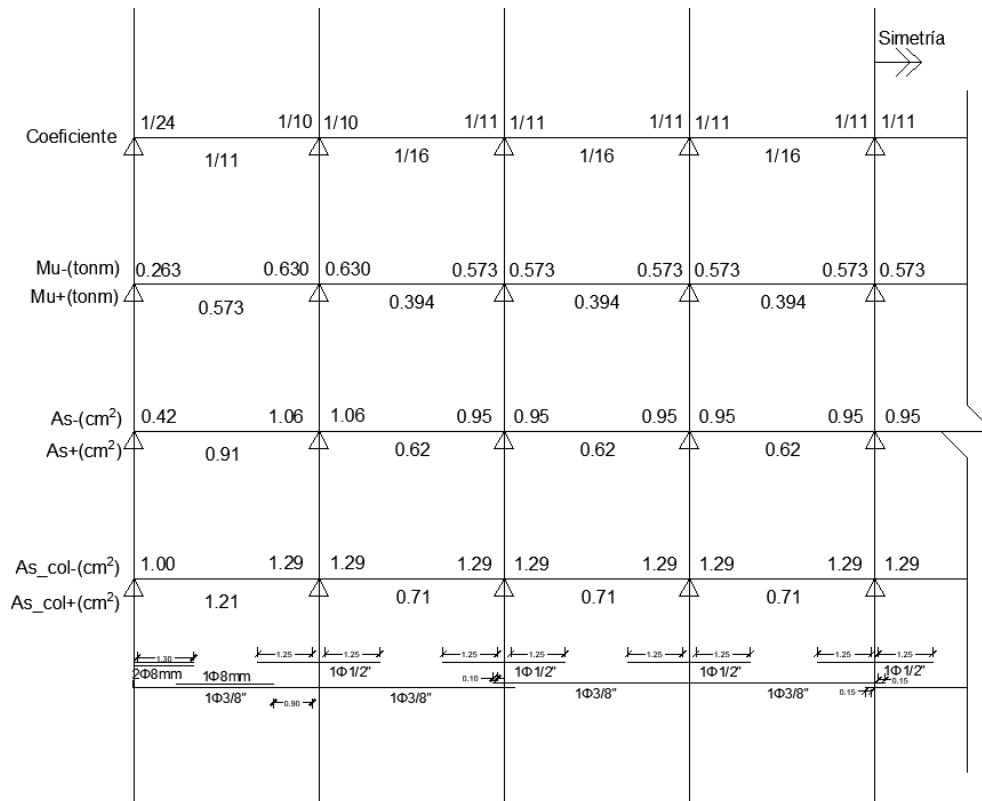 Simetría
1/24 1/10 1/10 1/11 1/11 1/11 1/11 1/11 1/11
Coeficiente
1/11 1/16 1/16 1/16
Mu-(tonm) 0.263 0.630 0.630 0.573 0.573 0.573 0.573 0.573 0.573
Mu+(tonm)
0.573 0.394 0.394 0.394
As-(cm²) 0.42 1.06 1.06 0.95 0.95 0.95 0.95 0.95 0.95
As+(cm²)
0.91 0.62 0.62 0.62
As_col-(cm²) 1.00 1.29 1.29 1.29 1.29 1.29 1.29 1.29 1.29
As_col+(cm²)
1.21 0.71 0.71 0.71
1.30 1.25 1.25 1.25 1.25 1.25 1.25 1.25 1.25
2Φ8mm 1Φ8mm 1Φ1/2" 1Φ1/2" 1Φ1/2" 1Φ1/2"
0.10 0.15
1Φ3/8" 1Φ3/8" 1Φ3/8" 1Φ3/8" 0.15
0.90